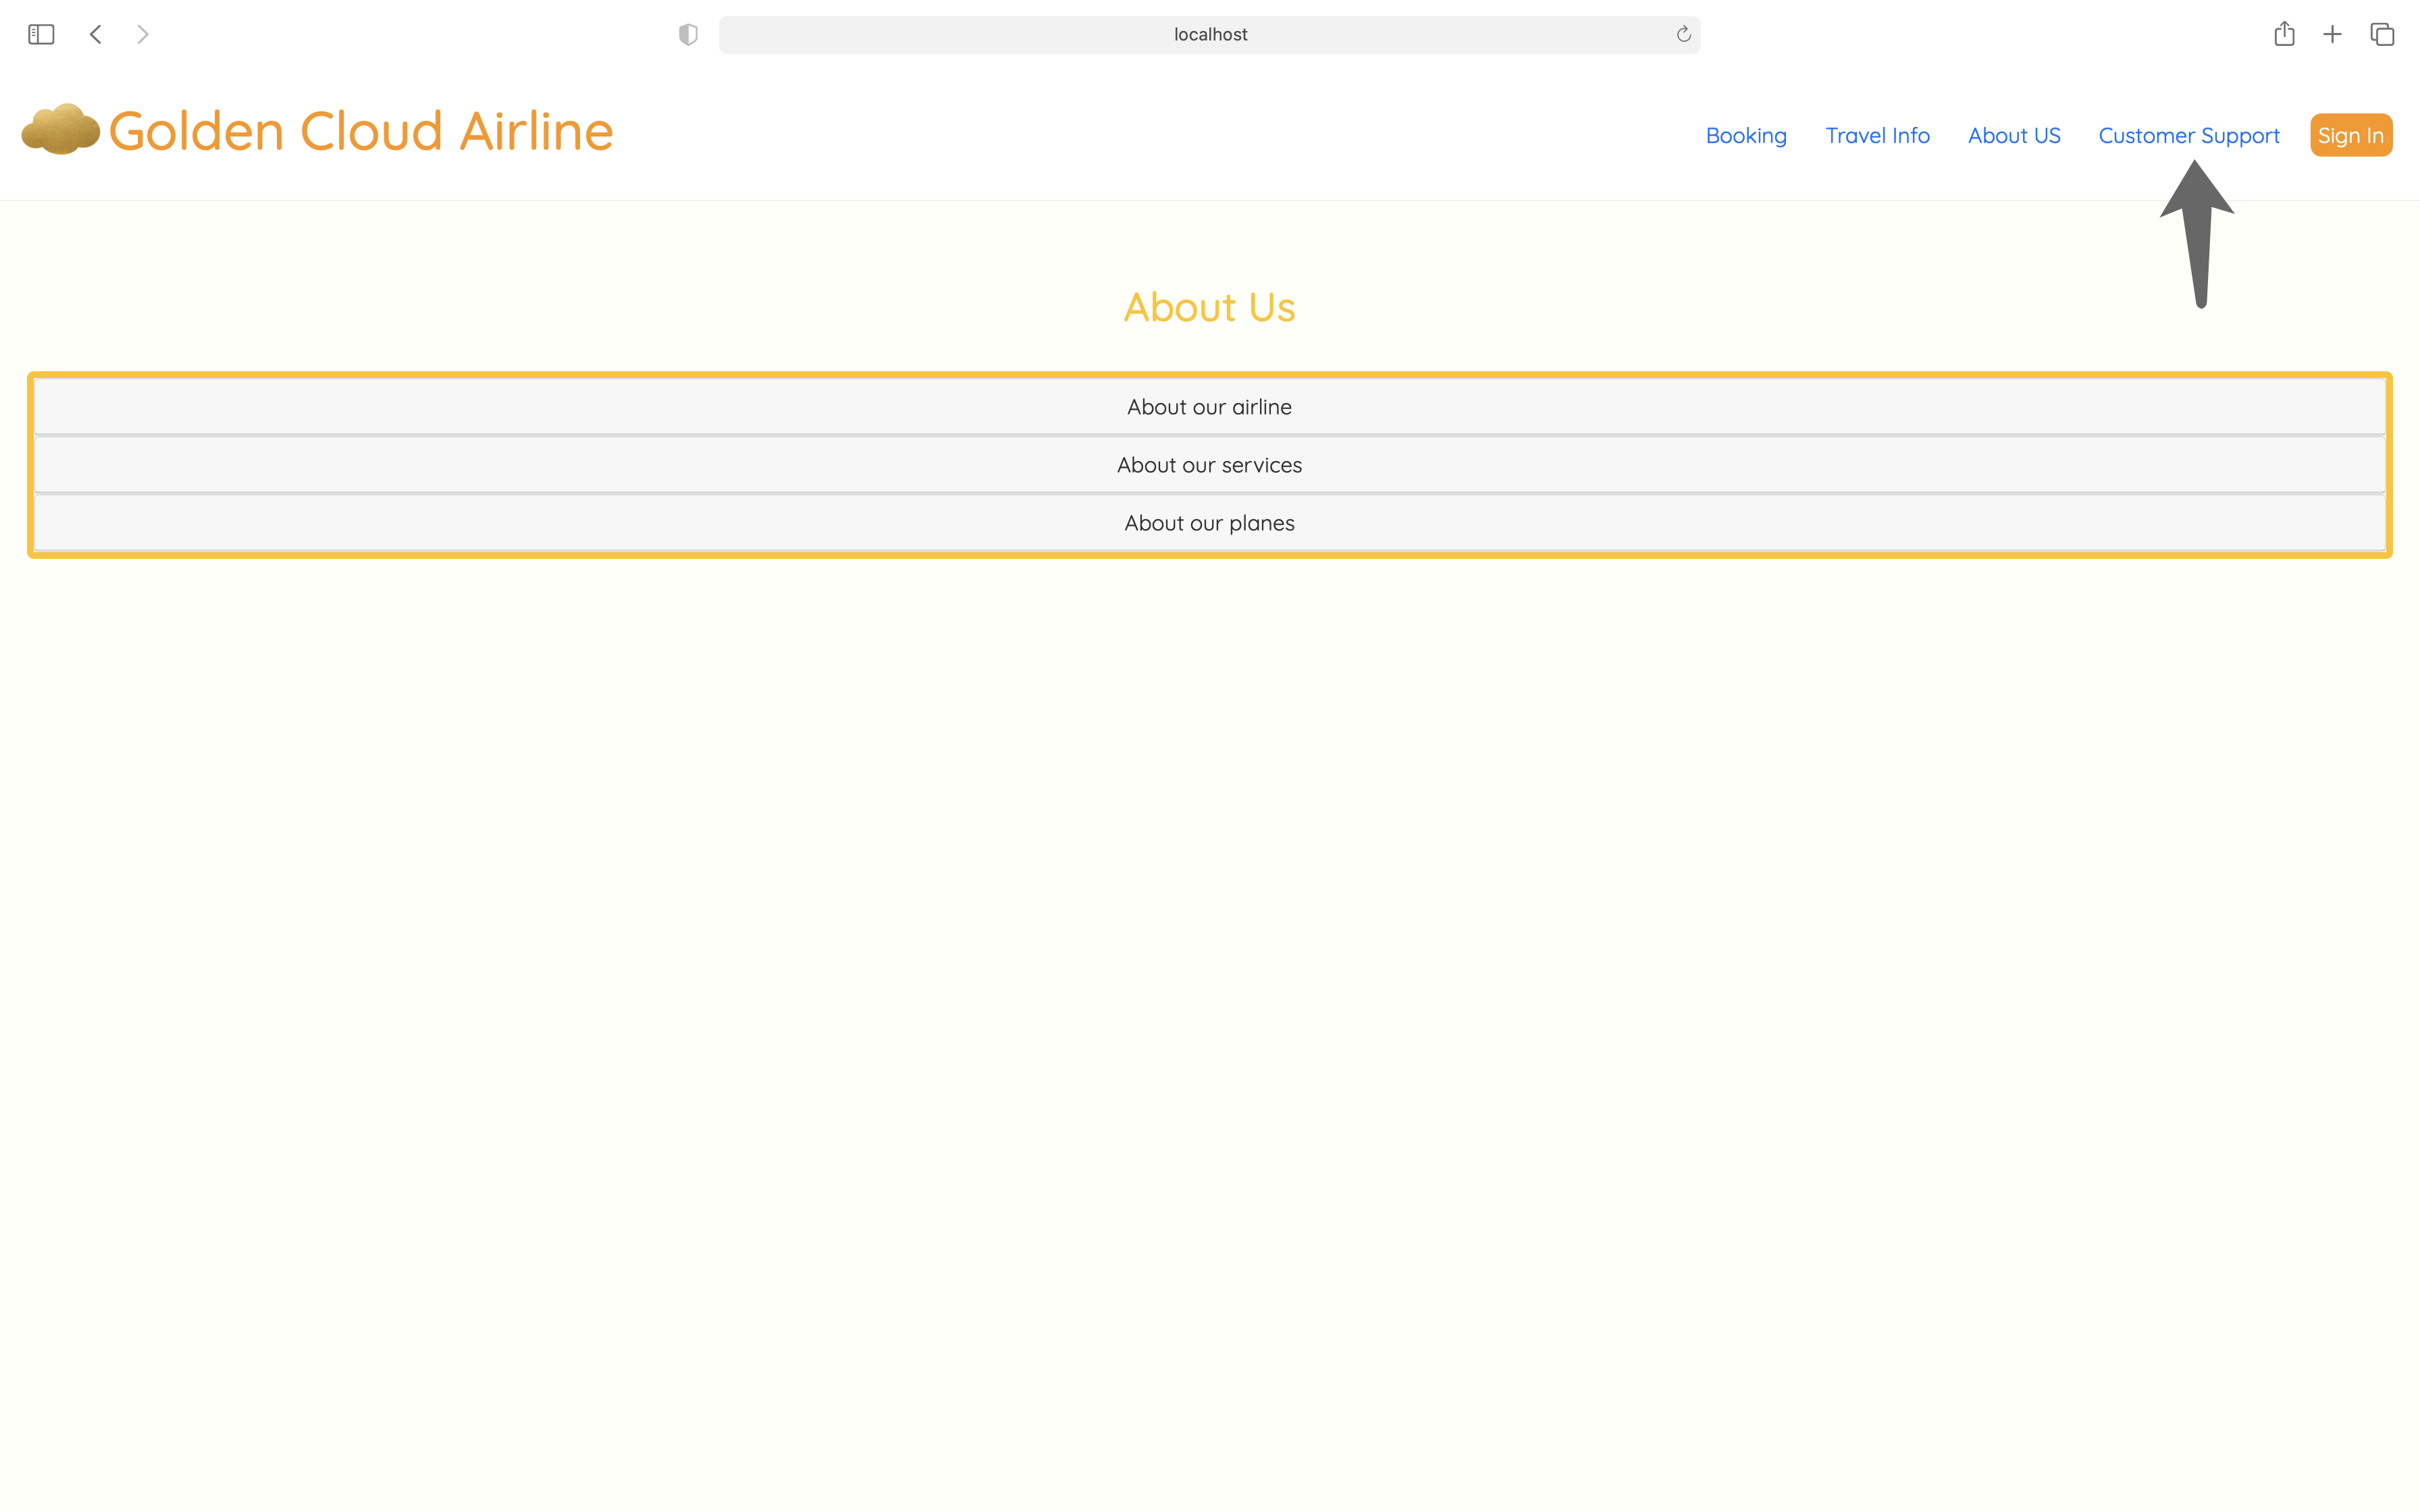 localhost
Golden Cloud Airline
Booking Travel Info About US Customer Support Sign In
About Us
About our airline
About our services
About our planes